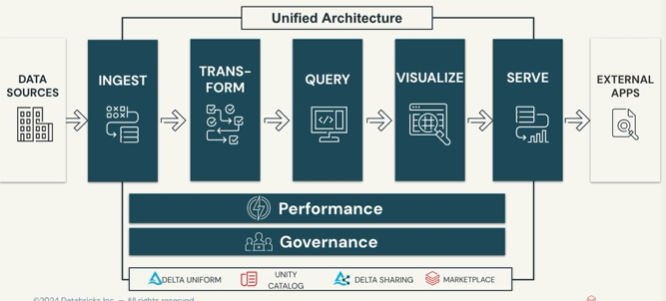 Unified Architecture
DATA
SOURCES
INGEST
TRANS-
FORM
QUERY
VISUALIZE
SERVE
EXTERNAL
APPS
</>
Performance
Governance
DELTA UNIFORM
UNITY
CATALOG
DELTA SHARING
MARKETPLACE
©2024 Databricks Inc. — All rights reserved